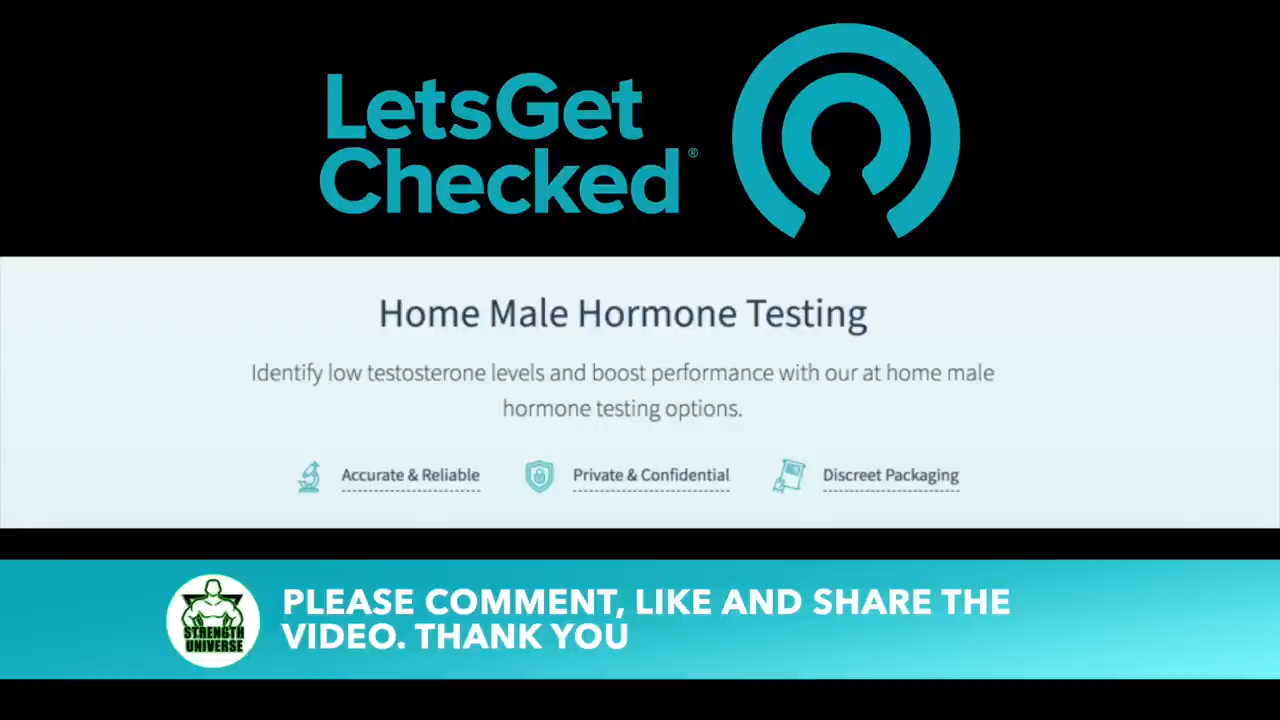 LetsGet
Checked®
Home Male Hormone Testing
Identify low testosterone levels and boost performance with our at home male
hormone testing options.
Accurate & Reliable Private & Confidential Discreet Packaging
STRENGTH
UNIVERSE
PLEASE COMMENT, LIKE AND SHARE THE
VIDEO. THANK YOU